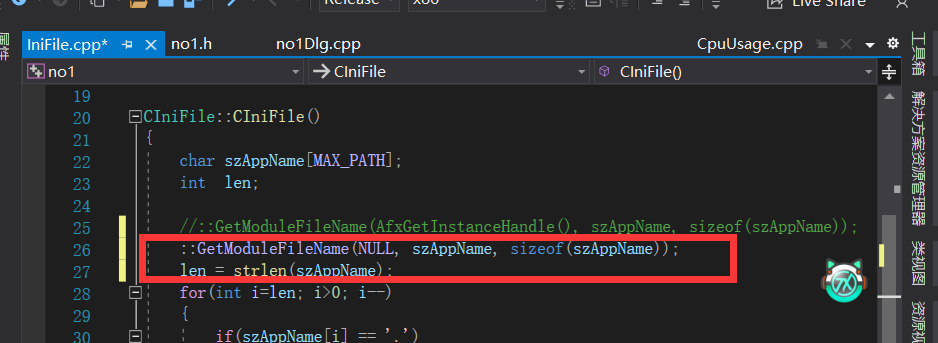 Release
x86
Live Share
IniFile.cpp*
no1.h
no1Dlg.cpp
CpuUsage.cpp
no1
CIniFile
CIniFile()
19
20 CIniFile::CIniFile()
21 {
22 char szAppName[MAX_PATH];
23 int len;
24
25 //::GetModuleFileName(AfxGetInstanceHandle(), szAppName, sizeof(szAppName));
26 ::GetModuleFileName(NULL, szAppName, sizeof(szAppName));
27 len = strlen(szAppName);
28 for(int i=len; i>0; i--)
29 {
30 if(szAppName[i] == '.')
属性
工具箱
解决方案资源管理器
类视图
资源视